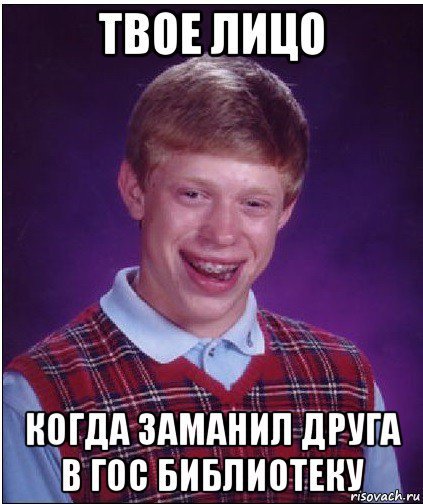 ТВОЕ ЛИЦО
КОГДА ЗАМАНИЛ ДРУГА
В ГОС БИБЛИОТЕКУ
risovach.ru